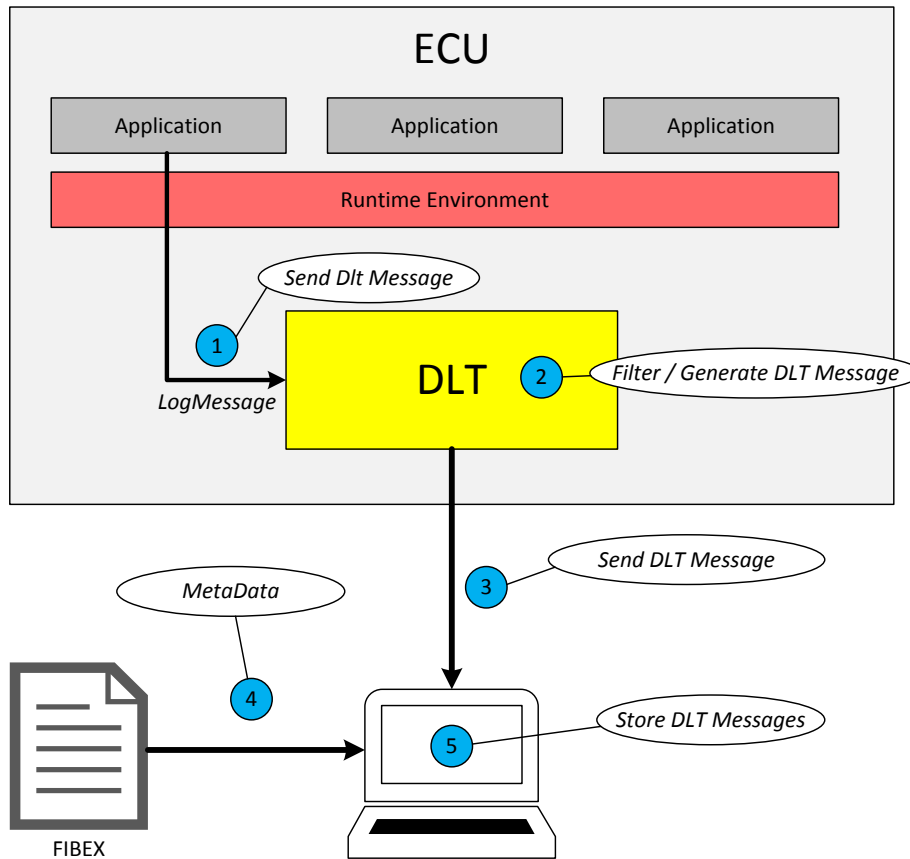 ECU
Application
Application
Application
Runtime Environment
Send Dlt Message
1
DLT
2
Filter / Generate DLT Message
LogMessage
Send DLT Message
3
MetaData
4
Store DLT Messages
5
FIBEX